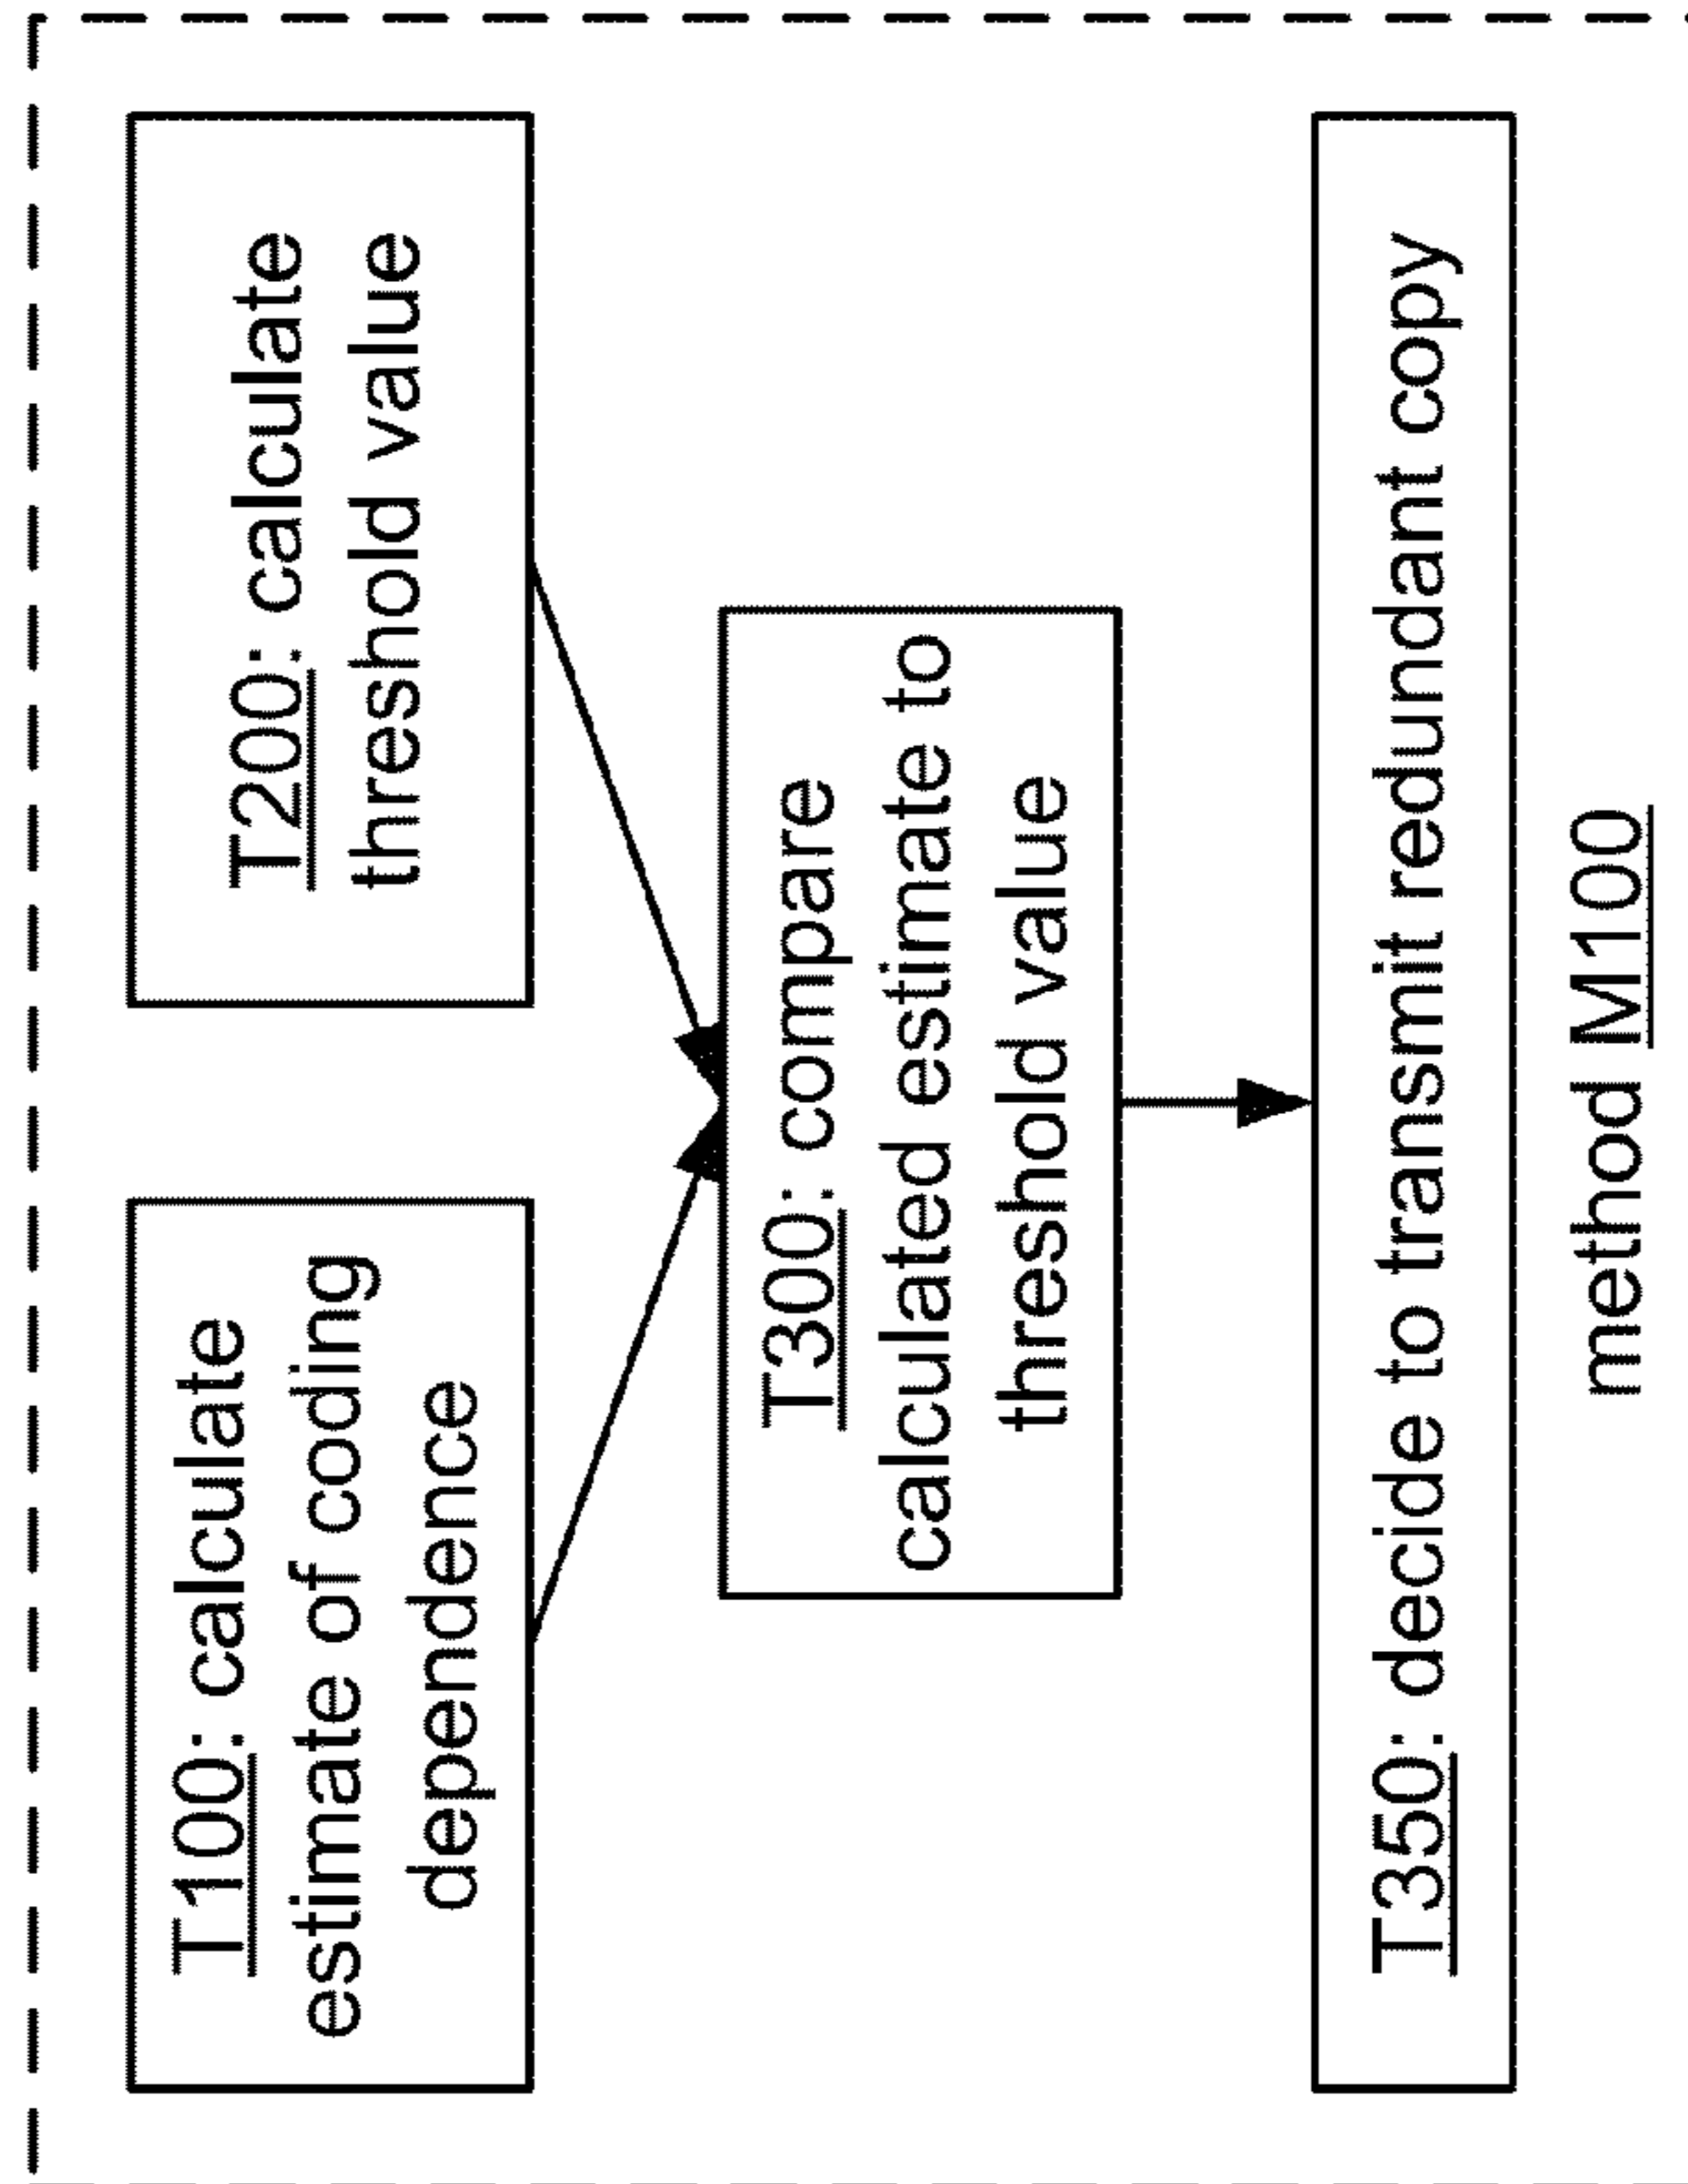 T100: calculate
estimate of coding
dependence
T200: calculate
threshold value
T300: compare
calculated estimate to
threshold value
T350: decide to transmit redundant copy
method M100